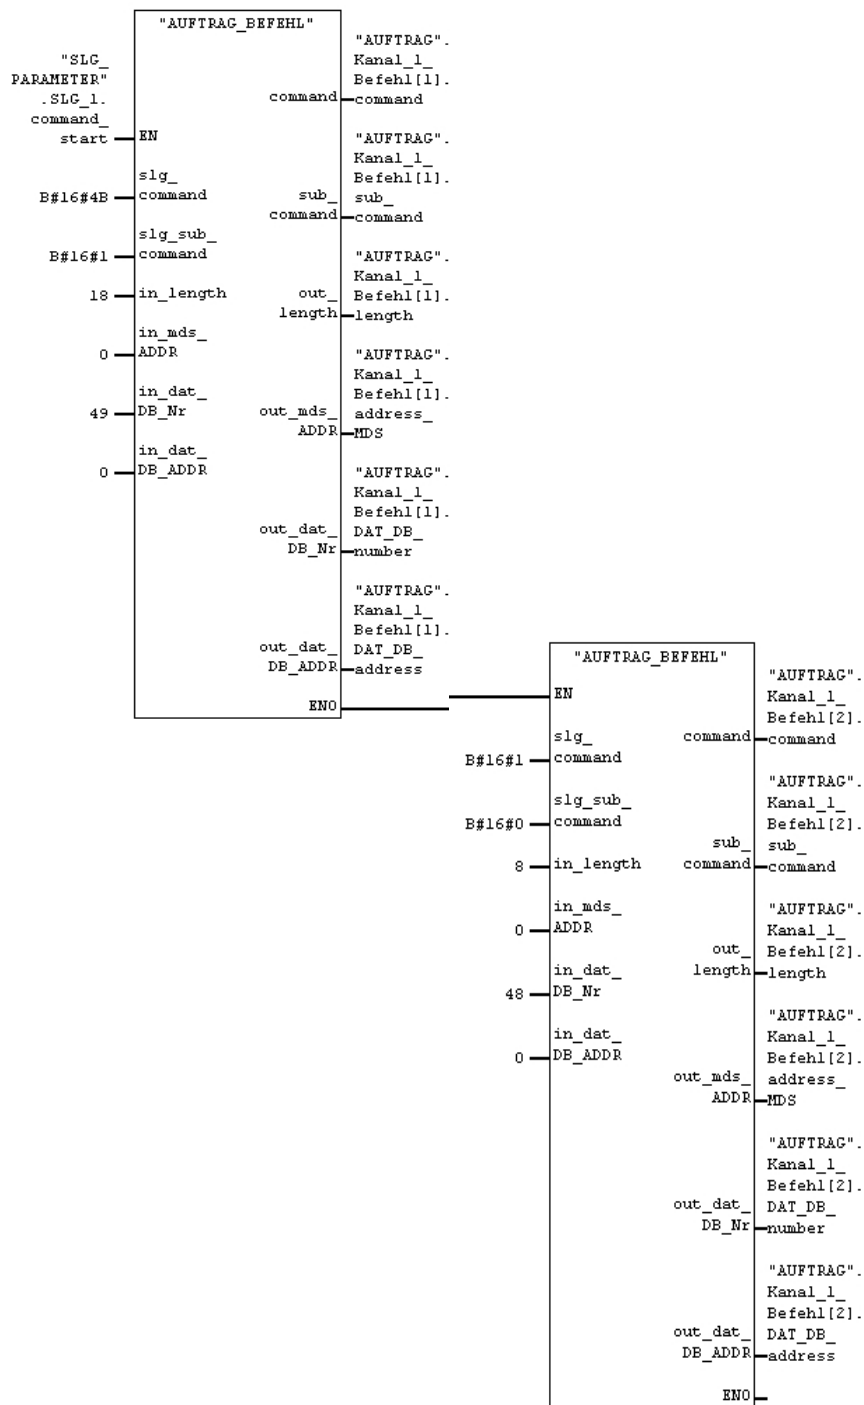 "AUFTRAG_BEFEHL"
"SLG_
PARAMETER"
.SLG_1.
command_
start
EN
B#16#4B
slg_
command
B#16#1
slg_sub_
command
18
in_length
0
in_mds_
ADDR
49
in_dat_
DB_Nr
0
in_dat_
DB_ADDR
command
"AUFTRAG".
Kanal_1_
Befehl[1].
command
sub_
command
"AUFTRAG".
Kanal_1_
Befehl[1].
sub_
command
out_
length
"AUFTRAG".
Kanal_1_
Befehl[1].
length
out_mds_
ADDR
"AUFTRAG".
Kanal_1_
Befehl[1].
address_
MDS
out_dat_
DB_Nr
"AUFTRAG".
Kanal_1_
Befehl[1].
DAT_DB_
number
out_dat_
DB_ADDR
"AUFTRAG".
Kanal_1_
Befehl[1].
DAT_DB_
address
ENO
"AUFTRAG_BEFEHL"
EN
B#16#1
slg_
command
B#16#0
slg_sub_
command
8
in_length
0
in_mds_
ADDR
48
in_dat_
DB_Nr
0
in_dat_
DB_ADDR
command
"AUFTRAG".
Kanal_1_
Befehl[2].
command
sub_
command
"AUFTRAG".
Kanal_1_
Befehl[2].
sub_
command
out_
length
"AUFTRAG".
Kanal_1_
Befehl[2].
length
out_mds_
ADDR
"AUFTRAG".
Kanal_1_
Befehl[2].
address_
MDS
out_dat_
DB_Nr
"AUFTRAG".
Kanal_1_
Befehl[2].
DAT_DB_
number
out_dat_
DB_ADDR
"AUFTRAG".
Kanal_1_
Befehl[2].
DAT_DB_
address
ENO